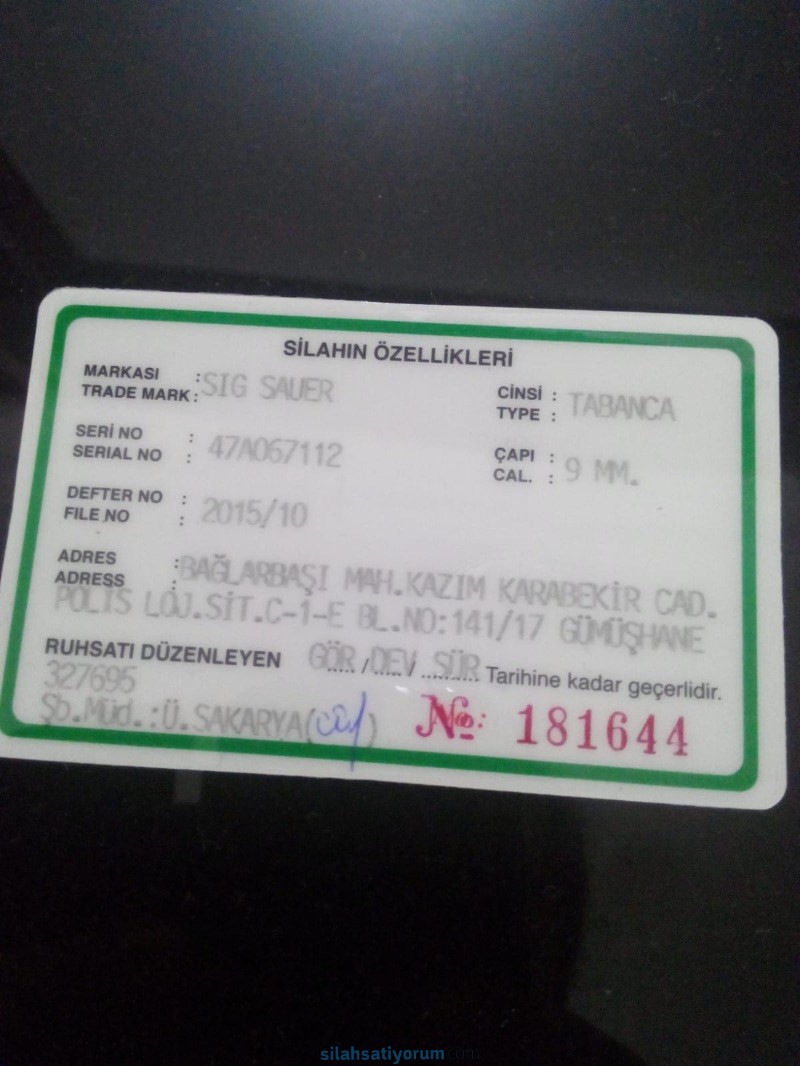 SİLAHIN ÖZELLİKLERİ
MARKASI
TRADE MARK : SIG SAUER
CİNSİ :
TYPE : TABANCA
SERİ NO :
SERIAL NO : 47A067112
ÇAPI :
CAL. : 9 MM.
DEFTER NO :
FILE NO : 2015/10
ADRES :
ADRESS : BAĞLARBAŞI MAH.KAZIM KARABEKİR CAD.
POLİS LOJ.SİT.C-1-E BL.NO:141/17 GÜMÜŞHANE
RUHSATI DÜZENLEYEN GÖR./DEV.SÜR Tarihine kadar geçerlidir.
327695
Şb.Müd.:Ü.SAKARYA( ) No: 181644
silahsatiyorum.com